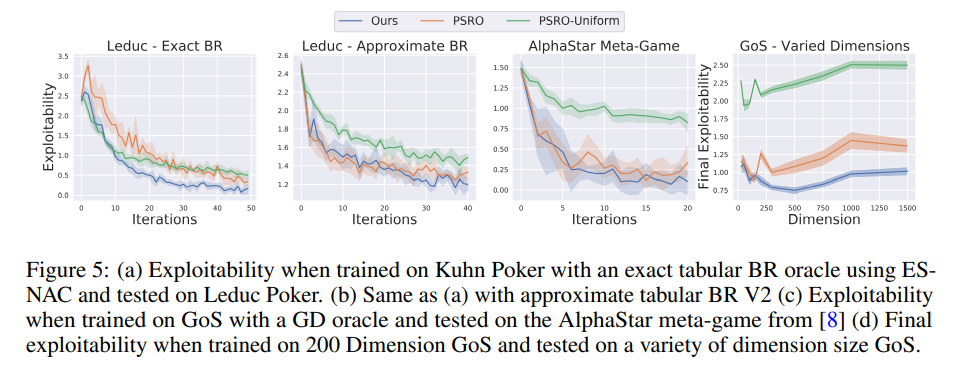 Ours PSRO PSRO-Uniform
Leduc - Exact BR Leduc - Approximate BR AlphaStar Meta-Game GoS - Varied Dimensions
Exploitability
3.5
3.0
2.5
2.0
1.5
1.0
0.5
0.0
0 10 20 30 40 50
Iterations
2.6
2.4
2.2
2.0
1.8
1.6
1.4
1.2
0 10 20 30 40
Iterations
1.50
1.25
1.00
0.75
0.50
0.25
0.00
0 5 10 15 20
Iterations
Final Exploitability
2.50
2.25
2.00
1.75
1.50
1.25
1.00
0.75
0 250 500 750 1000 1250 1500
Dimension
Figure 5: (a) Exploitability when trained on Kuhn Poker with an exact tabular BR oracle using ES-
NAC and tested on Leduc Poker. (b) Same as (a) with approximate tabular BR V2 (c) Exploitability
when trained on GoS with a GD oracle and tested on the AlphaStar meta-game from [8] (d) Final
exploitability when trained on 200 Dimension GoS and tested on a variety of dimension size GoS.